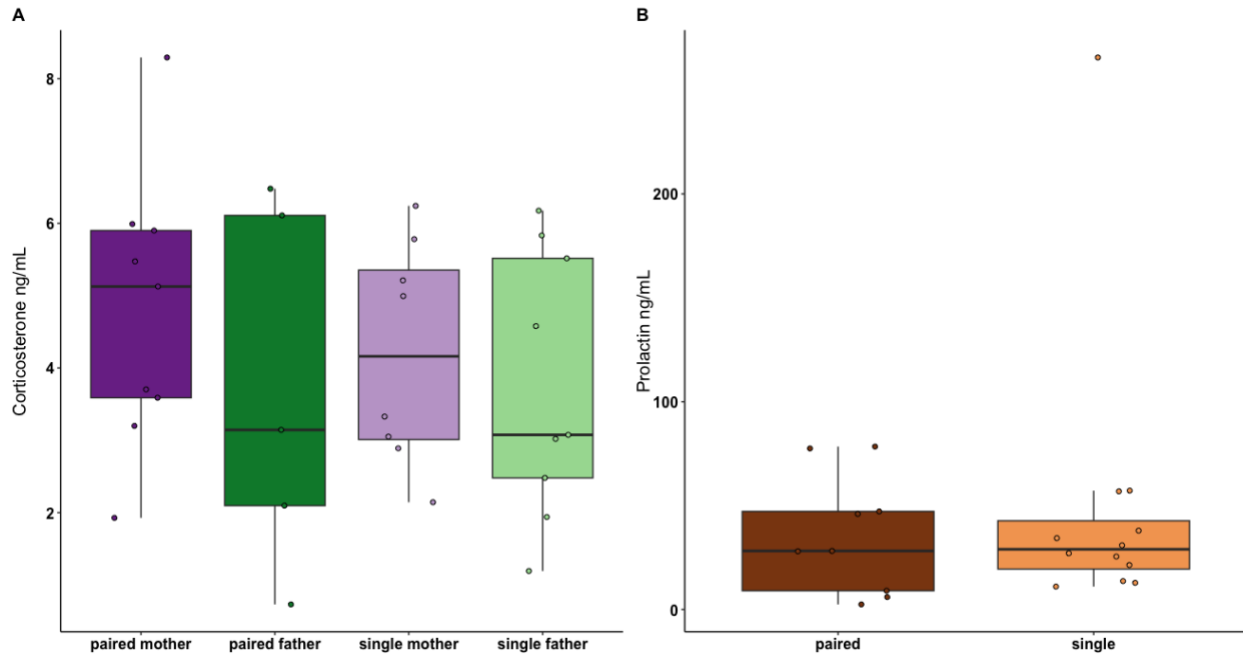 A
Corticosterone ng/mL
8
6
4
2
paired mother
paired father
single mother
single father
B
Prolactin ng/mL
200
100
0
paired
single